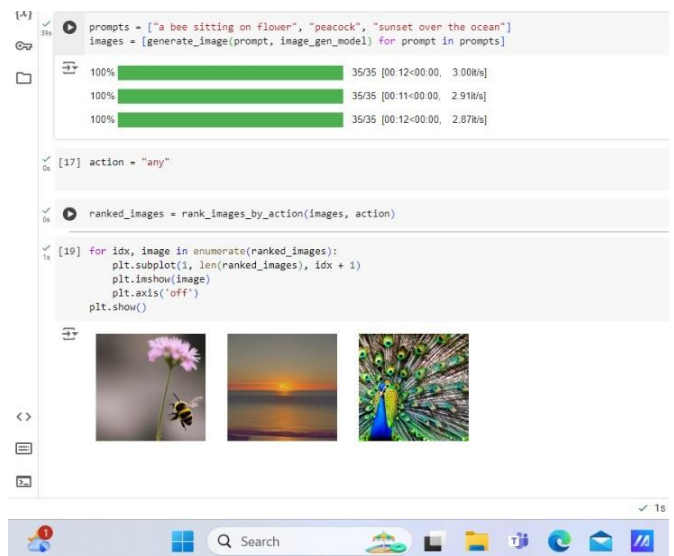 {x}
39s
prompts = ["a bee sitting on flower", "peacock", "sunset over the ocean"]
images = [generate_image(prompt, image_gen_model) for prompt in prompts]
100% 35/35 [00:12<00:00, 3.00it/s]
100% 35/35 [00:11<00:00, 2.91it/s]
100% 35/35 [00:12<00:00, 2.87it/s]
0s [17] action = "any"
0s ranked_images = rank_images_by_action(images, action)
1s [19] for idx, image in enumerate(ranked_images):
plt.subplot(1, len(ranked_images), idx + 1)
plt.imshow(image)
plt.axis('off')
plt.show()
1s
1
Search